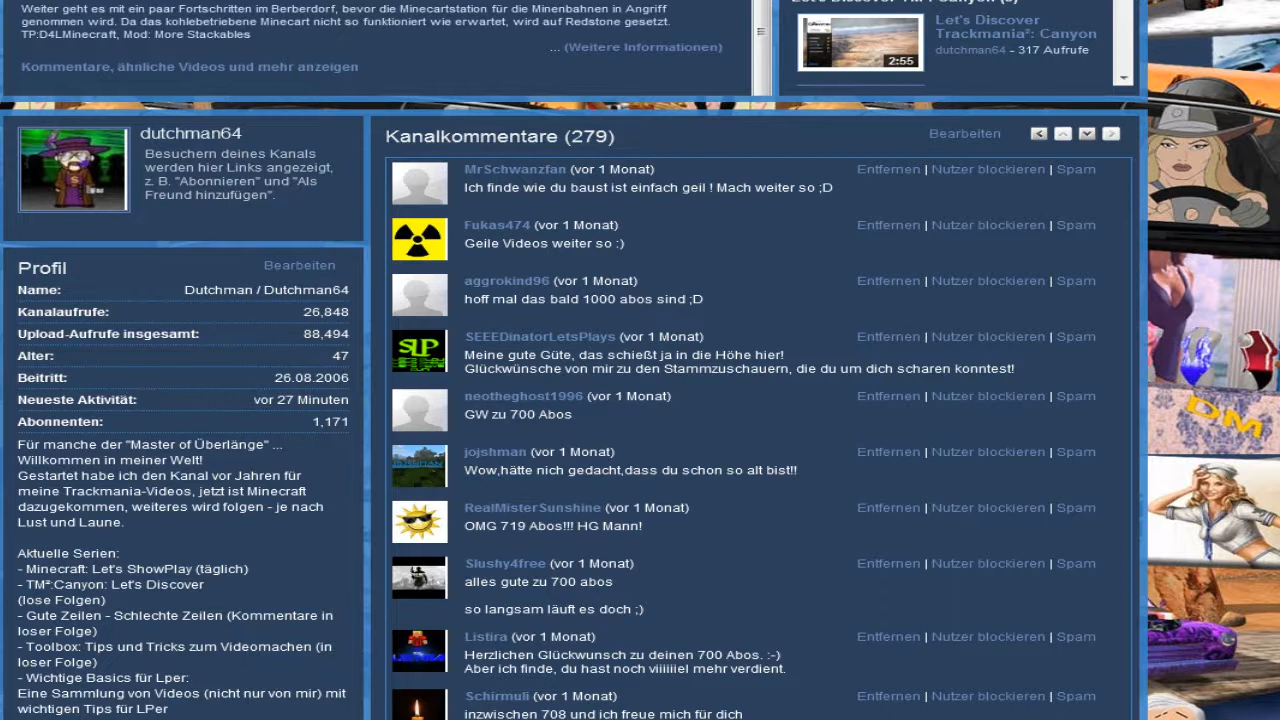 Weiter geht es mit ein paar Fortschritten im Berberdorf, bevor die Minecartstation für die Minenbahnen in Angriff
genommen wird. Da das kohlebetriebene Minecart nicht so funktioniert wie erwartet, wird auf Redstone gesetzt.
TP:D4LMinecraft, Mod: More Stackables
... (Weitere Informationen)
Kommentare, ähnliche Videos und mehr anzeigen
Let's Discover
Trackmania²: Canyon
dutchman64 - 317 Aufrufe
2:55
dutchman64
Besuchern deines Kanals
werden hier Links angezeigt,
z. B. "Abonnieren" und "Als
Freund hinzufügen".
Profil Bearbeiten
Name: Dutchman / Dutchman64
Kanalaufrufe: 26,848
Upload-Aufrufe insgesamt: 88,494
Alter: 47
Beitritt: 26.08.2006
Neueste Aktivität: vor 27 Minuten
Abonnenten: 1,171
Für manche der "Master of Überlänge" ...
Willkommen in meiner Welt!
Gestartet habe ich den Kanal vor Jahren für
meine Trackmania-Videos, jetzt ist Minecraft
dazugekommen, weiteres wird folgen - je nach
Lust und Laune.
Aktuelle Serien:
- Minecraft: Let's ShowPlay (täglich)
- TM²:Canyon: Let's Discover
(lose Folgen)
- Gute Zeilen - Schlechte Zeilen (Kommentare in
loser Folge)
- Toolbox: Tips und Tricks zum Videomachen (in
loser Folge)
- Wichtige Basics für Lper:
Eine Sammlung von Videos (nicht nur von mir) mit
wichtigen Tips für LPer
Kanalkommentare (279) Bearbeiten
MrSchwanzfan (vor 1 Monat) Entfernen | Nutzer blockieren | Spam
Ich finde wie du baust ist einfach geil ! Mach weiter so ;D
Fukas474 (vor 1 Monat) Entfernen | Nutzer blockieren | Spam
Geile Videos weiter so :)
aggrokind96 (vor 1 Monat) Entfernen | Nutzer blockieren | Spam
hoff mal das bald 1000 abos sind ;D
SLP
SEEEDinatorLetsPlays (vor 1 Monat) Entfernen | Nutzer blockieren | Spam
Meine gute Güte, das schießt ja in die Höhe hier!
Glückwünsche von mir zu den Stammzuschauern, die du um dich scharen konntest!
neotheghost1996 (vor 1 Monat) Entfernen | Nutzer blockieren | Spam
GW zu 700 Abos
jojshman (vor 1 Monat) Entfernen | Nutzer blockieren | Spam
Wow,hätte nich gedacht,dass du schon so alt bist!!
RealMisterSunshine (vor 1 Monat) Entfernen | Nutzer blockieren | Spam
OMG 719 Abos!!! HG Mann!
Slushy4free (vor 1 Monat) Entfernen | Nutzer blockieren | Spam
alles gute zu 700 abos
so langsam läuft es doch ;)
Listira (vor 1 Monat) Entfernen | Nutzer blockieren | Spam
Herzlichen Glückwunsch zu deinen 700 Abos. :-)
Aber ich finde, du hast noch viiiiiiel mehr verdient.
Schirmuli (vor 1 Monat) Entfernen | Nutzer blockieren | Spam
inzwischen 708 und ich freue mich für dich
DM